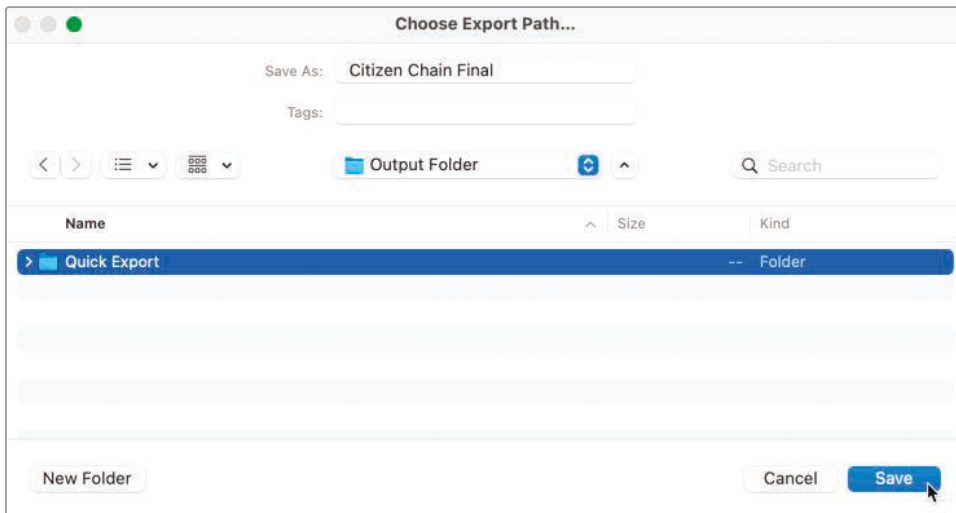 Choose Export Path...
Save As: Citizen Chain Final
Tags:
Output Folder Search
Name Size Kind
Quick Export -- Folder
New Folder Cancel Save